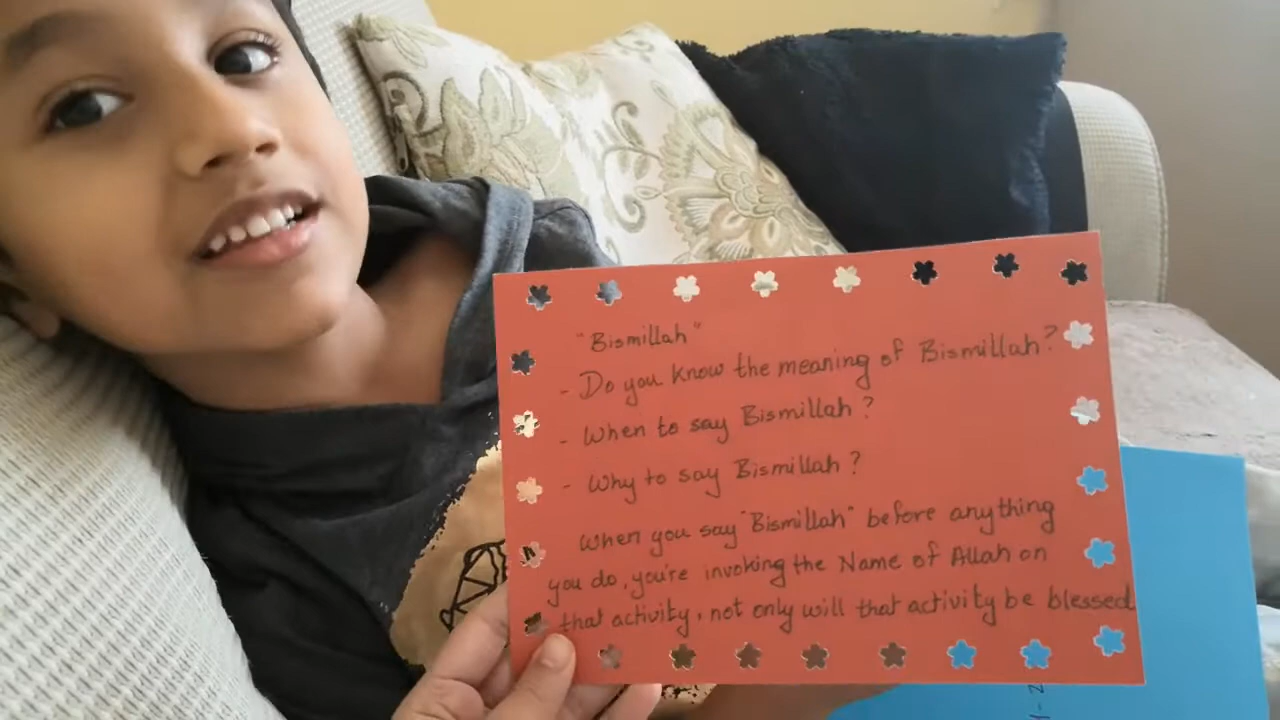 "Bismillah"
- Do you know the meaning of Bismillah?
- When to say Bismillah?
- Why to say Bismillah?
When you say "Bismillah" before anything
you do, you're invoking the Name of Allah on
that activity, not only will that activity be blessed